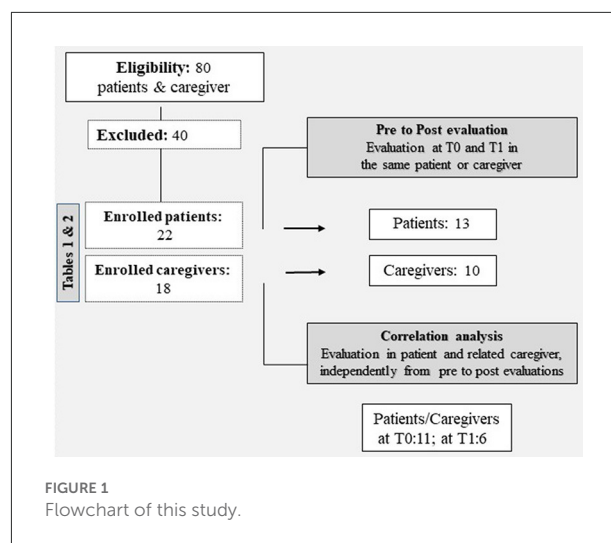 Eligibility: 80
patients & caregiver
Excluded: 40
Pre to Post evaluation
Evaluation at T0 and T1 in
the same patient or caregiver
Tables 1 & 2
Enrolled patients:
22
Patients: 13
Enrolled caregivers:
18
Caregivers: 10
Correlation analysis
Evaluation in patient and related caregiver,
independently from pre to post evaluations
Patients/Caregivers
at T0:11; at T1:6
FIGURE 1
Flowchart of this study.